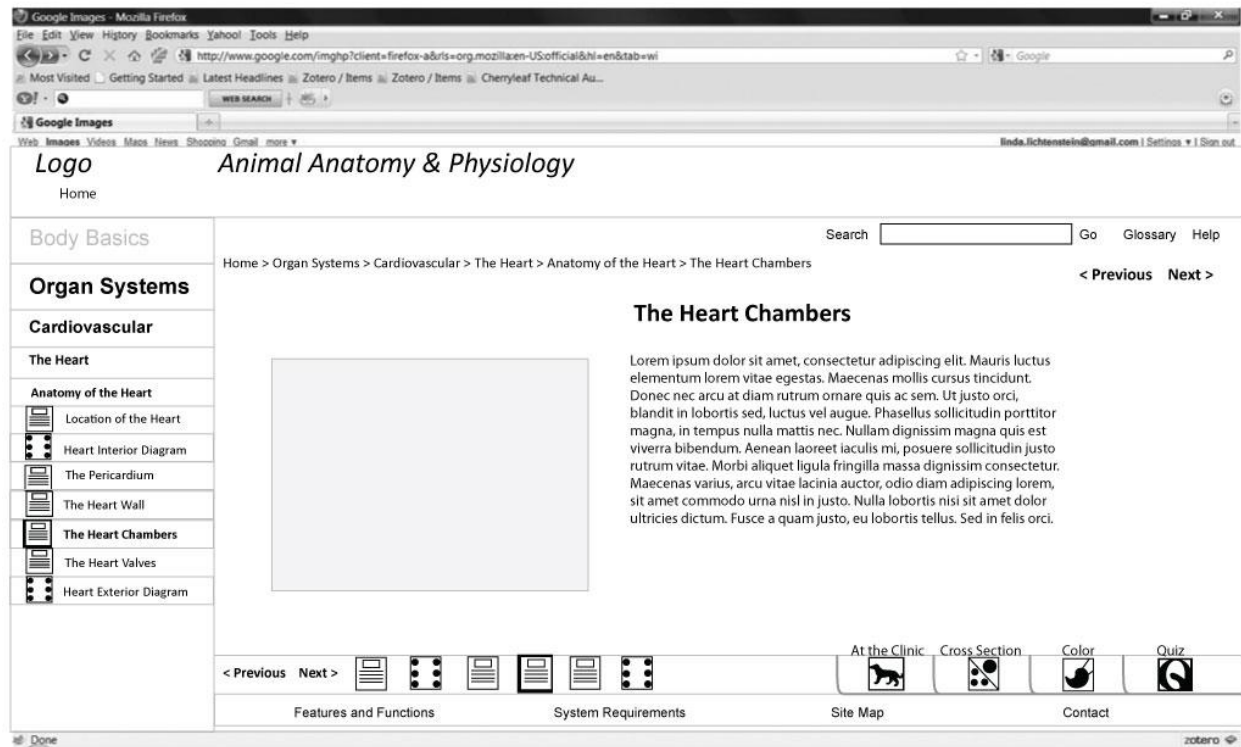 Google Images - Mozilla Firefox
File Edit View History Bookmarks Yahoo! Tools Help
http://www.google.com/imghp?client=firefox-a&rls=org.mozilla:en-US:official&hl=en&tab=wi
Google
Most Visited Getting Started Latest Headlines Zotero / Items Zotero / Items Cherryleaf Technical Au...
WEB SEARCH
Google Images
Web Images Videos Maps News Shopping Gmail more
linda.lichtenstein@gmail.com | Settings | Sign out
Logo
Animal Anatomy & Physiology
Home
Body Basics
Organ Systems
Cardiovascular
The Heart
Anatomy of the Heart
Location of the Heart
Heart Interior Diagram
The Pericardium
The Heart Wall
The Heart Chambers
The Heart Valves
Heart Exterior Diagram
Search Go Glossary Help
Home > Organ Systems > Cardiovascular > The Heart > Anatomy of the Heart > The Heart Chambers
< Previous Next >
The Heart Chambers
Lorem ipsum dolor sit amet, consectetur adipiscing elit. Mauris luctus
elementum lorem vitae egestas. Maecenas mollis cursus tincidunt.
Donec nec arcu at diam rutrum ornare quis ac sem. Ut justo orci,
blandit in lobortis sed, luctus vel augue. Phasellus sollicitudin porttitor
magna, in tempus nulla mattis nec. Nullam dignissim magna quis est
viverra bibendum. Aenean laoreet iaculis mi, posuere sollicitudin justo
rutrum vitae. Morbi aliquet ligula fringilla massa dignissim consectetur.
Maecenas varius, arcu vitae lacinia auctor, odio diam adipiscing lorem,
sit amet commodo urna nisl in justo. Nulla lobortis nisi sit amet dolor
ultricies dictum. Fusce a quam justo, eu lobortis tellus. Sed in felis orci.
At the Clinic Cross Section Color Quiz
< Previous Next >
Q
Features and Functions System Requirements Site Map Contact
Done
zotero